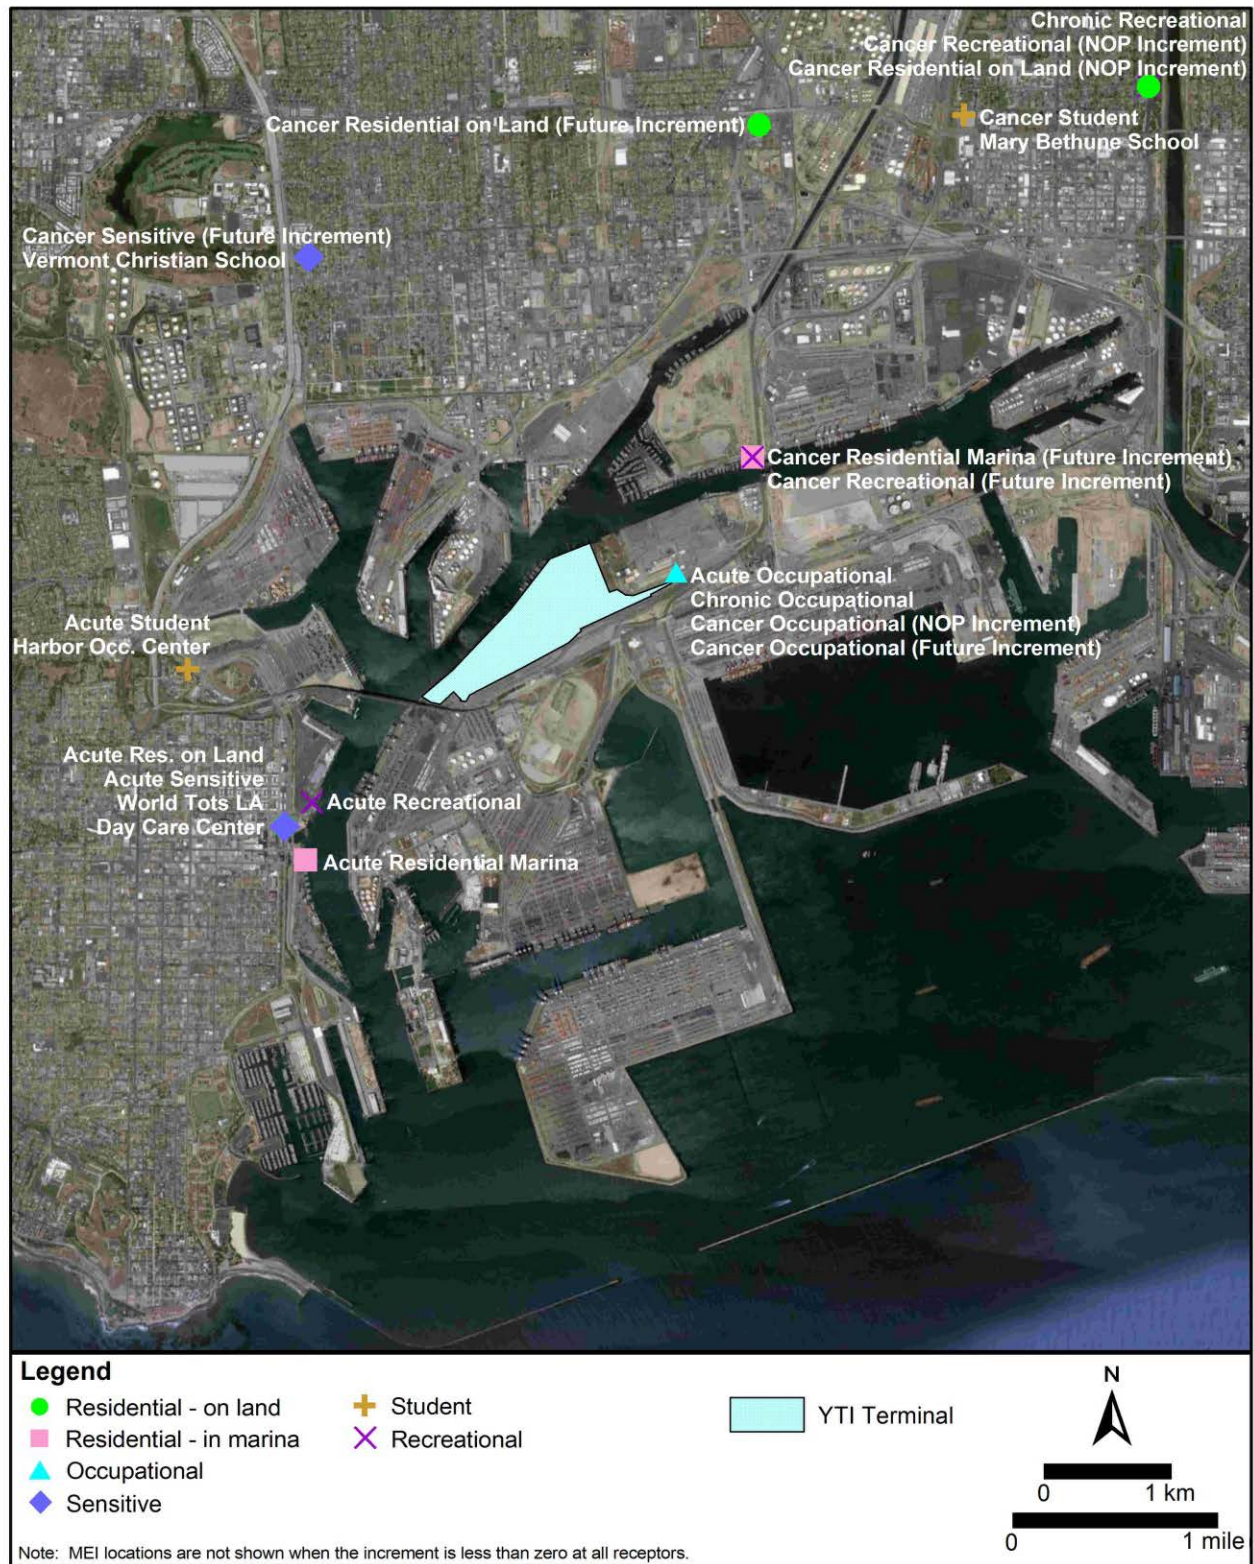 Chronic Recreational
Cancer Recreational (NOP Increment)
Cancer Residential on Land (NOP Increment)
Cancer Residential on Land (Future Increment)
Cancer Student
Mary Bethune School
Cancer Sensitive (Future Increment)
Vermont Christian School
Cancer Residential Marina (Future Increment)
Cancer Recreational (Future Increment)
Acute Occupational
Chronic Occupational
Cancer Occupational (NOP Increment)
Cancer Occupational (Future Increment)
Acute Student
Harbor Occ. Center
Acute Res. on Land
Acute Sensitive
World Tots LA
Day Care Center
Acute Recreational
Acute Residential Marina
Legend
Residential - on land
Residential - in marina
Occupational
Sensitive
Student
Recreational
YTI Terminal
N
0 1 km
0 1 mile
Note: MEI locations are not shown when the increment is less than zero at all receptors.